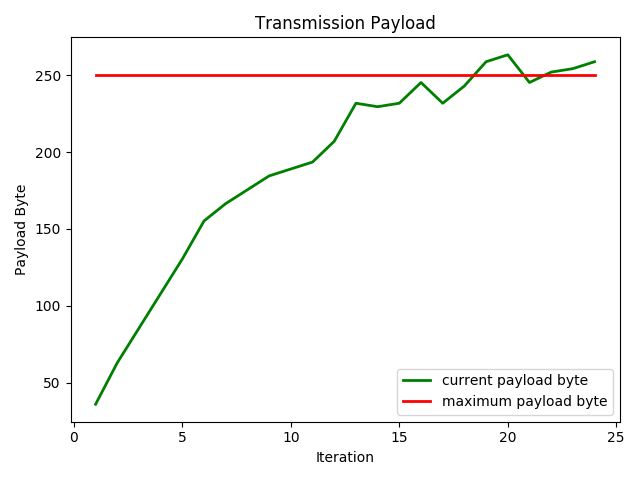 Transmission Payload
Payload Byte
250
200
150
100
50
0
5
10
15
20
25
Iteration
current payload byte
maximum payload byte